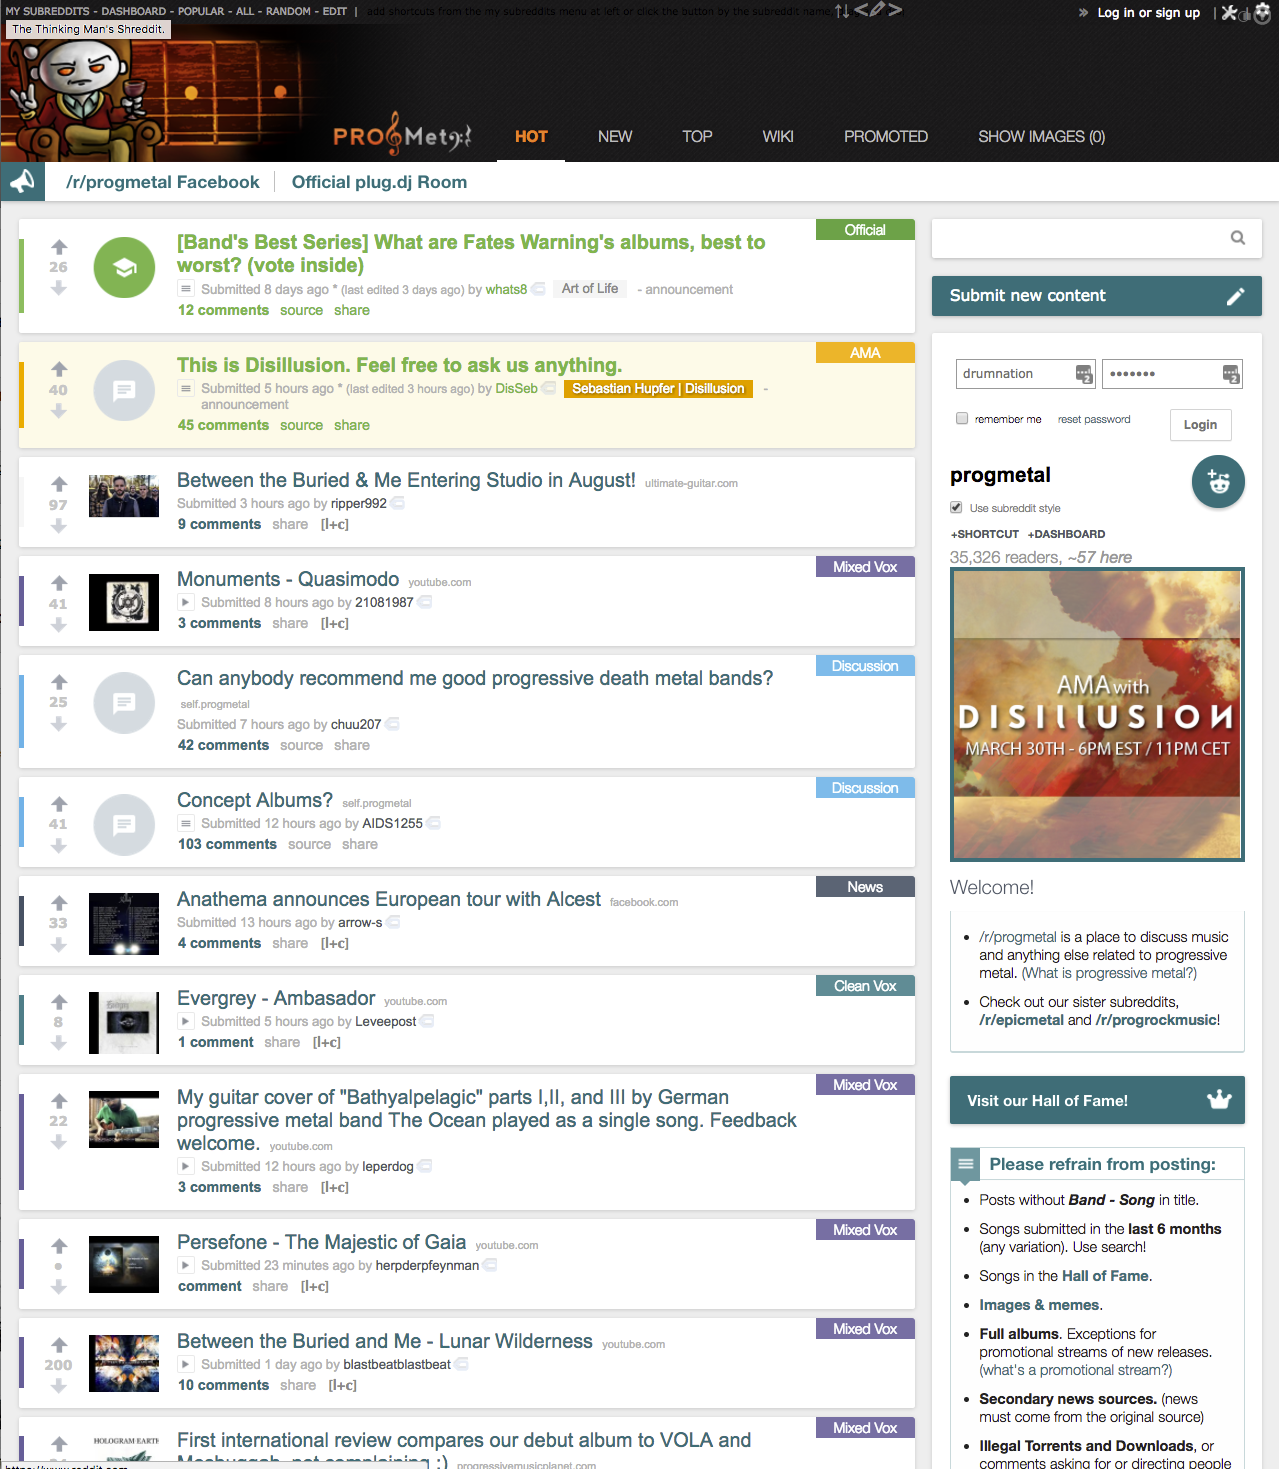 MY SUBREDDITS - DASHBOARD - POPULAR - ALL - RANDOM - EDIT | add shortcuts from the my subreddits menu at left or click the button by the subreddit name,
» Log in or sign up |
The Thinking Man's Shreddit.
PROG Metal
HOT NEW TOP WIKI PROMOTED SHOW IMAGES (0)
/r/progmetal Facebook | Official plug.dj Room
Official
26
[Band's Best Series] What are Fates Warning's albums, best to
worst? (vote inside)
Submitted 8 days ago * (last edited 3 days ago) by whats8 Art of Life - announcement
12 comments source share
AMA
40
This is Disillusion. Feel free to ask us anything.
Submitted 5 hours ago * (last edited 3 hours ago) by DisSeb Sebastian Hupfer | Disillusion -
announcement
45 comments source share
97
Between the Buried & Me Entering Studio in August! ultimate-guitar.com
Submitted 3 hours ago by ripper992
9 comments share [l+c]
Mixed Vox
41
Monuments - Quasimodo youtube.com
Submitted 8 hours ago by 21081987
3 comments share [l+c]
Discussion
25
Can anybody recommend me good progressive death metal bands?
self.progmetal
Submitted 7 hours ago by chuu207
42 comments source share
Discussion
41
Concept Albums? self.progmetal
Submitted 12 hours ago by AIDS1255
103 comments source share
News
33
Anathema announces European tour with Alcest facebook.com
Submitted 13 hours ago by arrow-s
4 comments share [l+c]
Clean Vox
8
Evergrey - Ambasador youtube.com
Submitted 5 hours ago by Leveepost
1 comment share [l+c]
Mixed Vox
22
My guitar cover of "Bathyalpelagic" parts I,II, and III by German
progressive metal band The Ocean played as a single song. Feedback
welcome. youtube.com
Submitted 12 hours ago by leperdog
3 comments share [l+c]
Mixed Vox
•
Persefone - The Majestic of Gaia youtube.com
Submitted 23 minutes ago by herpderpfeynman
comment share [l+c]
Mixed Vox
200
Between the Buried and Me - Lunar Wilderness youtube.com
Submitted 1 day ago by blastbeatblastbeat
10 comments share [l+c]
Mixed Vox
HOLOGRAM EARTH
First international review compares our debut album to VOLA and
Meshuggah, not complaining :) progressivemusicplanet.com
https://www.reddit.com
Submit new content
drumnation •••••••
remember me reset password Login
progmetal
Use subreddit style
+SHORTCUT +DASHBOARD
35,326 readers, ~57 here
AMA with
DISILLUSION
MARCH 30TH - 6PM EST / 11PM CET
Welcome!
• /r/progmetal is a place to discuss music
and anything else related to progressive
metal. (What is progressive metal?)
• Check out our sister subreddits,
/r/epicmetal and /r/progrockmusic!
Visit our Hall of Fame!
Please refrain from posting:
• Posts without Band - Song in title.
• Songs submitted in the last 6 months
(any variation). Use search!
• Songs in the Hall of Fame.
• Images & memes.
• Full albums. Exceptions for
promotional streams of new releases.
(what's a promotional stream?)
• Secondary news sources. (news
must come from the original source)
• Illegal Torrents and Downloads, or
comments asking for or directing people